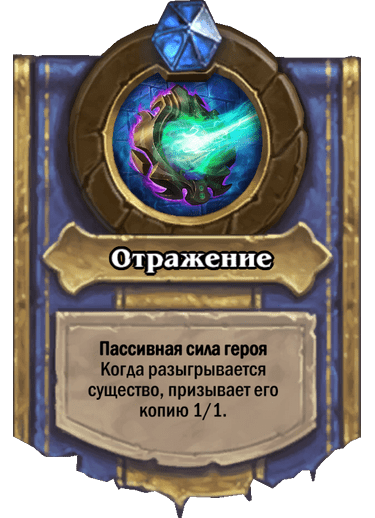 Отражение
Пассивная сила героя
Когда разыгрывается
существо, призывает его
копию 1/1.